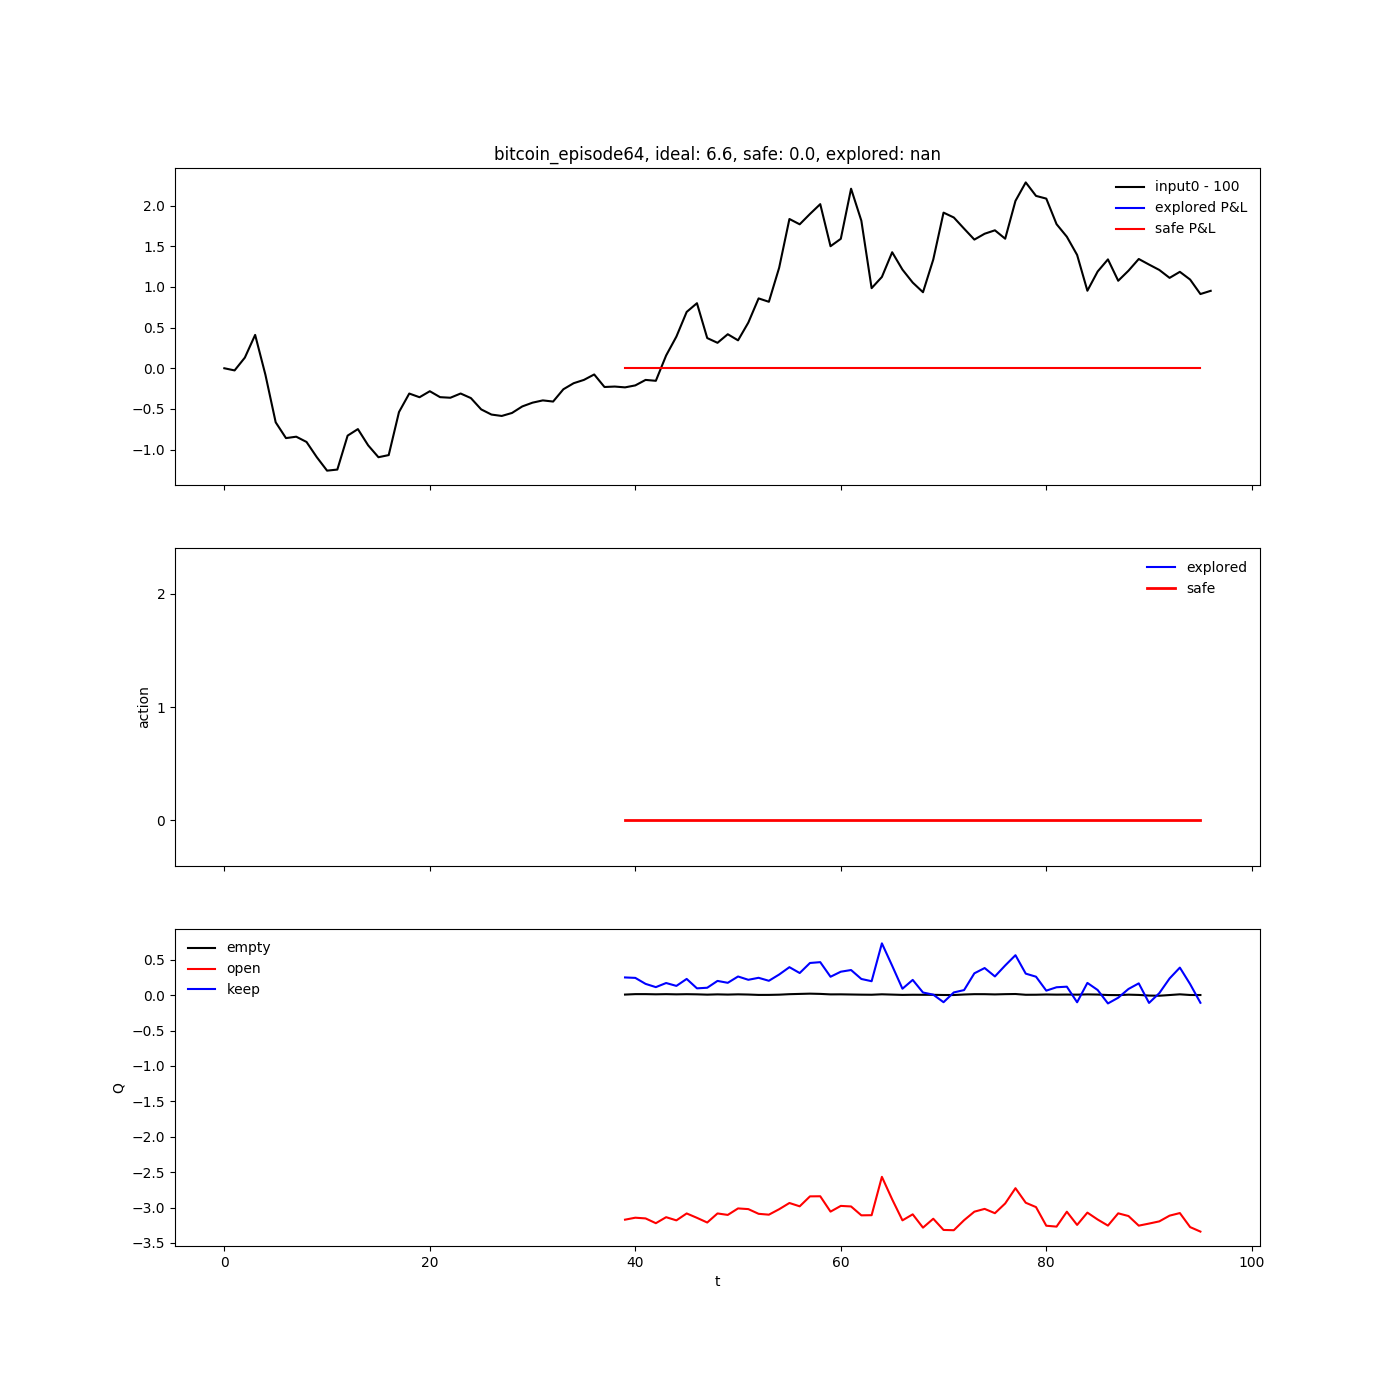 bitcoin_episode64, ideal: 6.6, safe: 0.0, explored: nan
input0 - 100
explored P&L
safe P&L
2.0
1.5
1.0
0.5
0.0
−0.5
−1.0
explored
safe
action
2
1
0
empty
open
keep
Q
0.5
0.0
−0.5
−1.0
−1.5
−2.0
−2.5
−3.0
−3.5
0 20 40 60 80 100
t